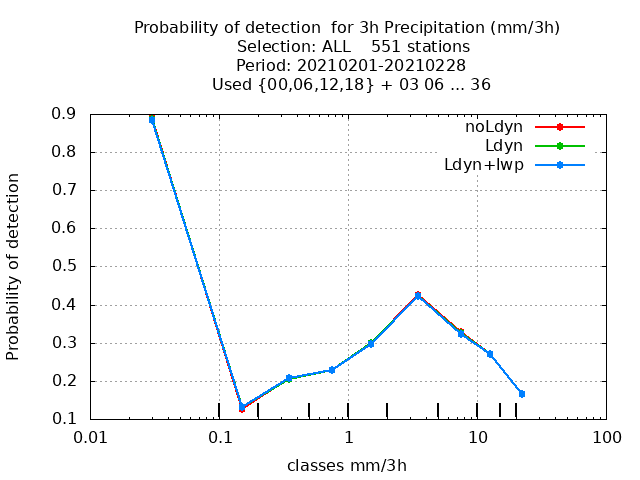 Probability of detection  for 3h Precipitation (mm/3h)
Selection: ALL    551 stations
Period: 20210201-20210228
Used {00,06,12,18} + 03 06 ... 36
noLdyn
Ldyn
Ldyn+lwp
Probability of detection
0.9
0.8
0.7
0.6
0.5
0.4
0.3
0.2
0.1
0.01
0.1
1
10
100
classes mm/3h